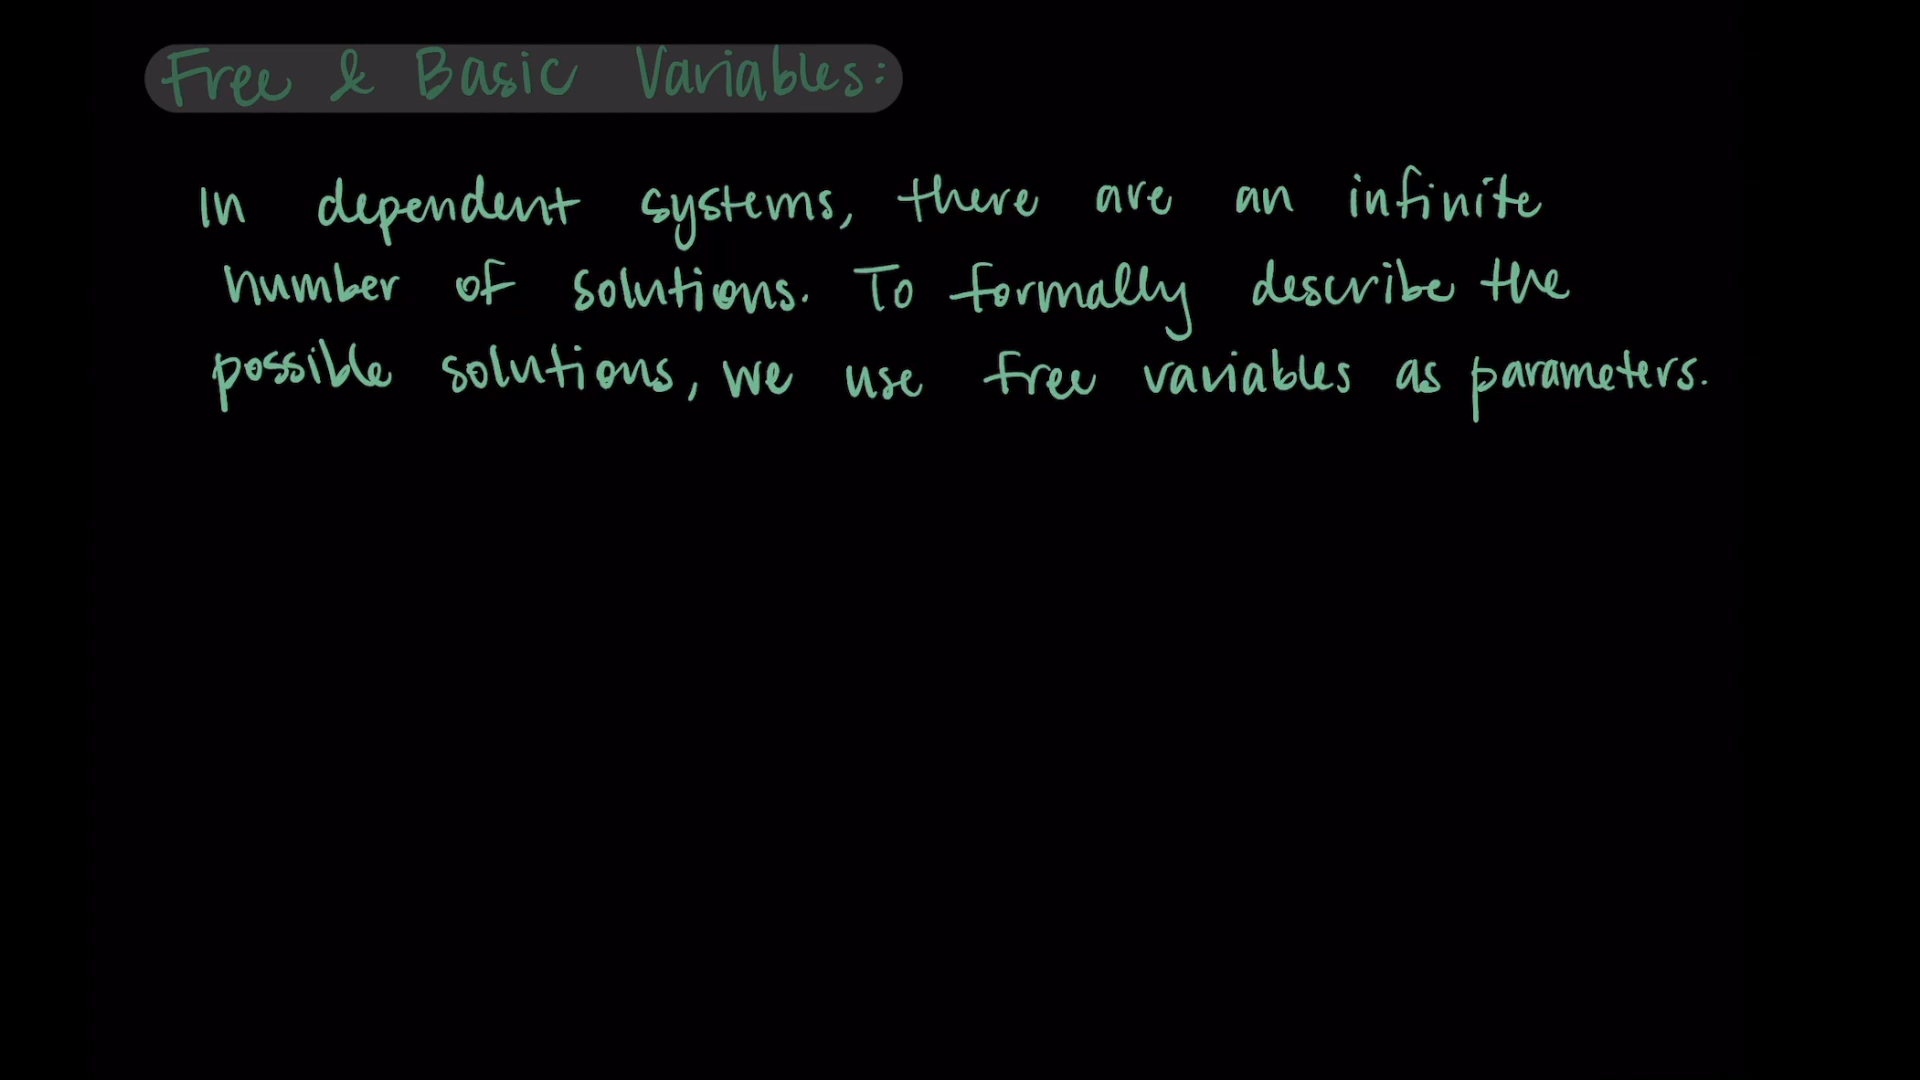 Free & Basic Variables:
In dependent systems, there are an infinite
number of solutions. To formally describe the
possible solutions, we use free variables as parameters.